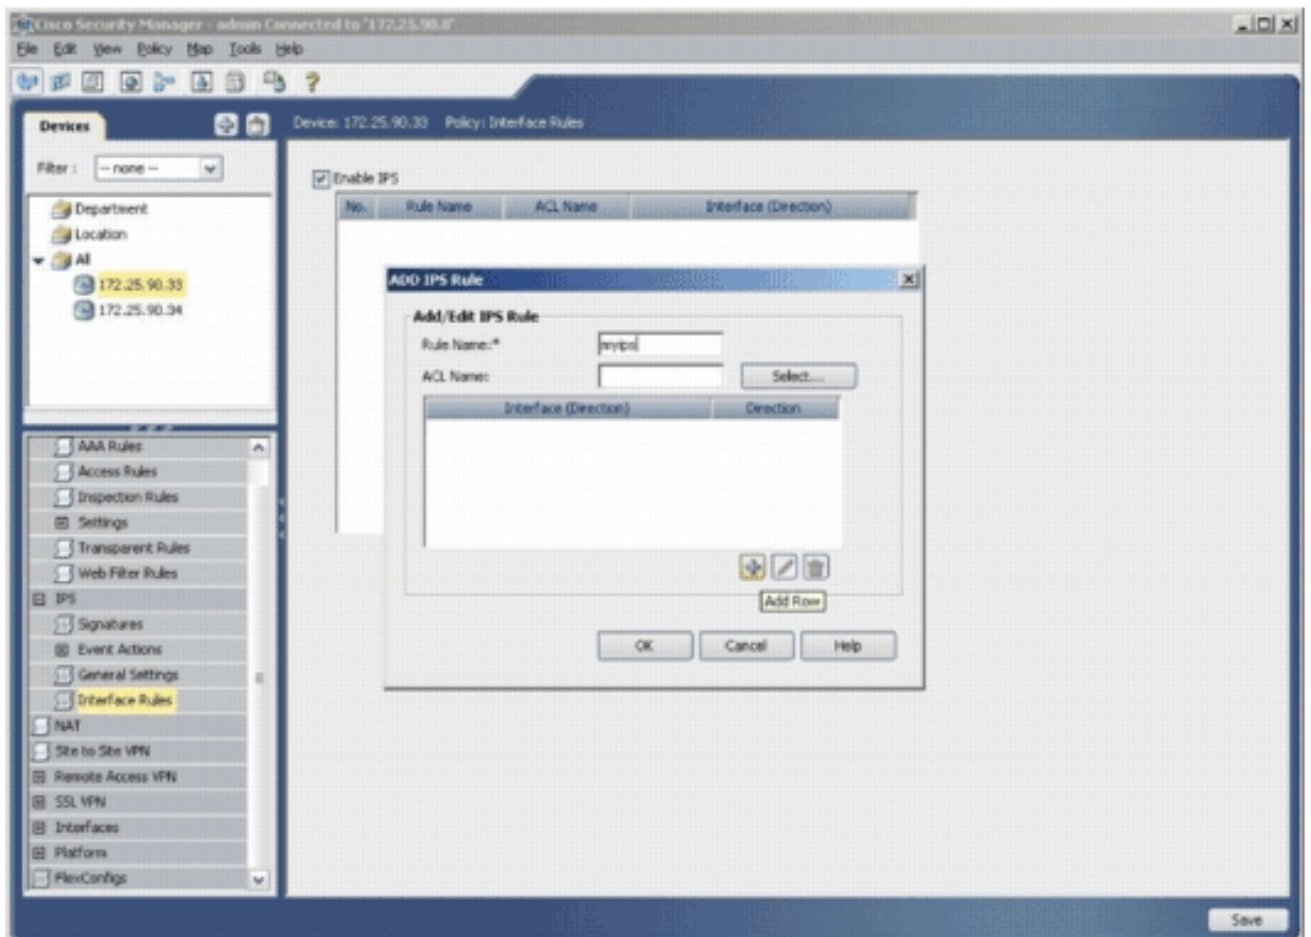 Cisco Security Manager - admin Connected to '172.25.90.8'
File Edit View Policy Map Tools Help
Devices
Device: 172.25.90.33 Policy: Interface Rules
Filter : -- none --
Enable IPS
No. Rule Name ACL Name Interface (Direction)
Department
Location
All
172.25.90.33
172.25.90.34
ADD IPS Rule
Add/Edit IPS Rule
Rule Name:*
myips
ACL Name:
Select....
Interface (Direction) Direction
Add Row
OK Cancel Help
AAA Rules
Access Rules
Inspection Rules
Settings
Transparent Rules
Web Filter Rules
IPS
Signatures
Event Actions
General Settings
Interface Rules
NAT
Site to Site VPN
Remote Access VPN
SSL VPN
Interfaces
Platform
FlexConfigs
Save